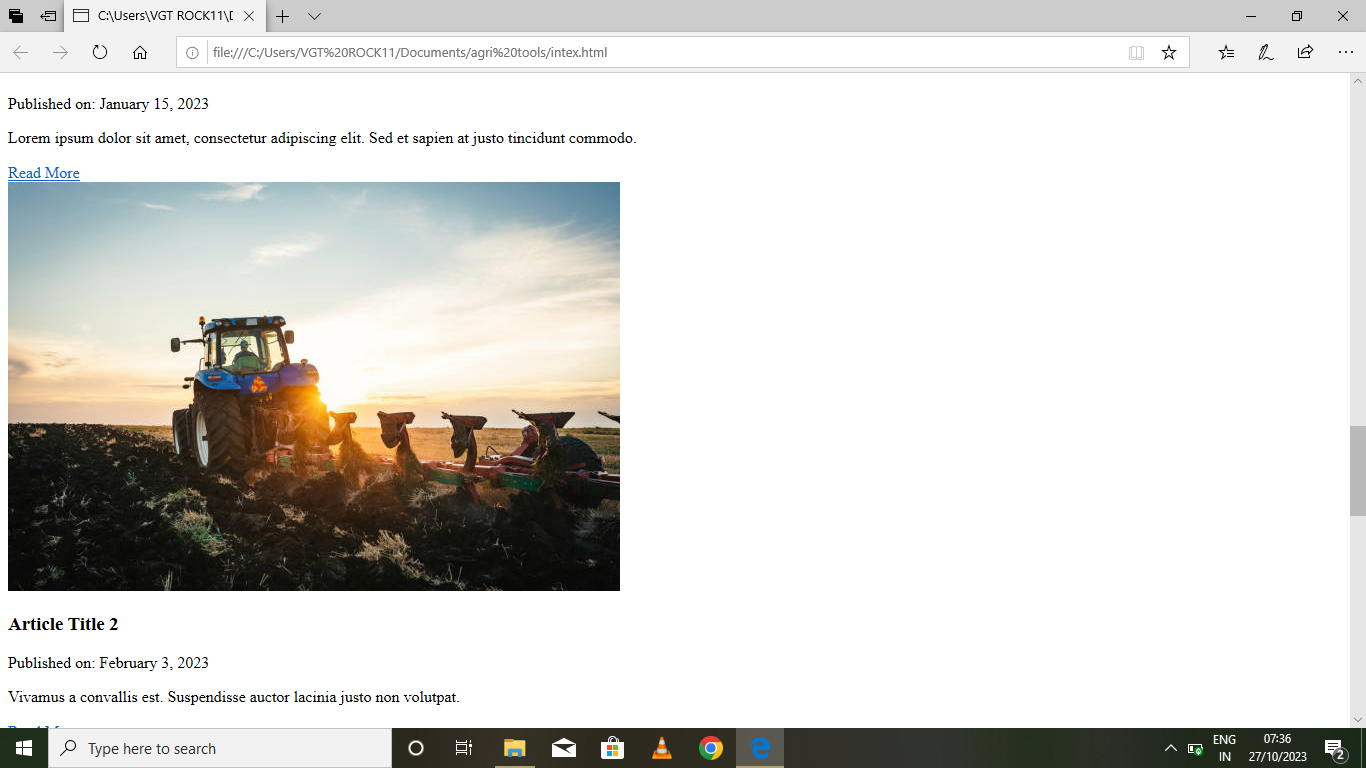 C:\Users\VGT ROCK11\D
file:///C:/Users/VGT%20ROCK11/Documents/agri%20tools/intex.html
Published on: January 15, 2023
Lorem ipsum dolor sit amet, consectetur adipiscing elit. Sed et sapien at justo tincidunt commodo.
Read More
Article Title 2
Published on: February 3, 2023
Vivamus a convallis est. Suspendisse auctor lacinia justo non volutpat.
Type here to search
ENG
IN
07:36
27/10/2023
2